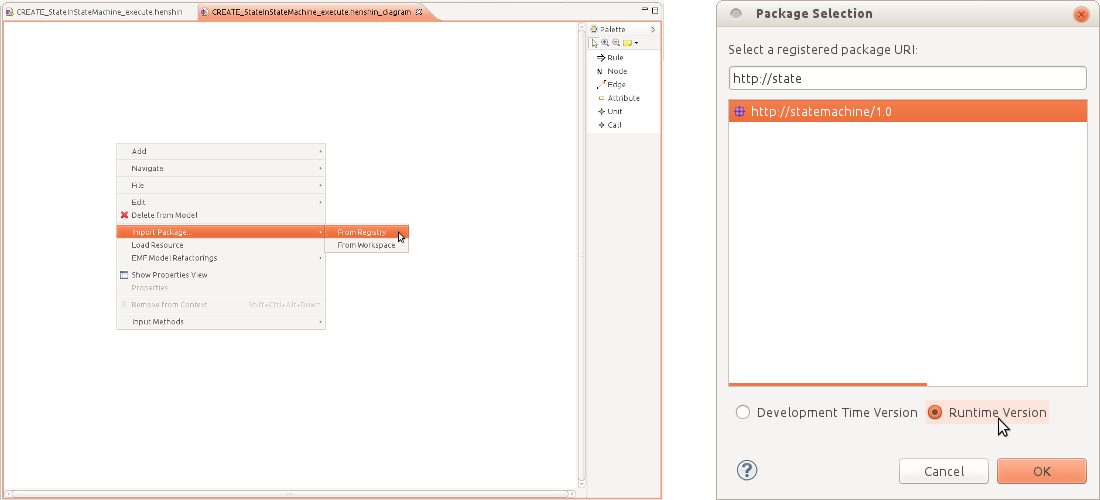 CREATE_StateInStateMachine_execute.henshin
CREATE_StateInStateMachine_execute.henshin_diagram
Palette
Rule
Node
Edge
Attribute
Unit
Call
Add
Navigate
File
Edit
Delete from Model
Import Package...
From Registry
Load Resource
From Workspace
EMF Model Refactorings
Show Properties View
Properties
Remove from Context Shift+Ctrl+Alt+Down
Input Methods
Package Selection
Select a registered package URI:
http://state
http://statemachine/1.0
Development Time Version
Runtime Version
Cancel
OK